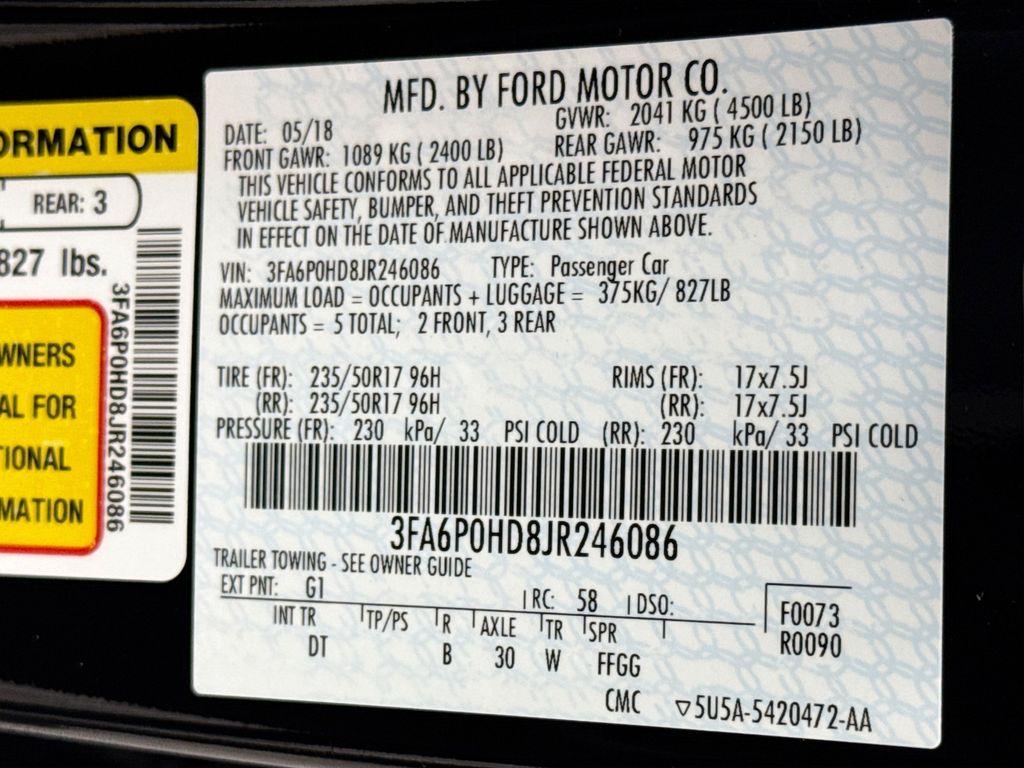 ORMATION
REAR: 3
827 lbs.
3FA6P0HD8JR246086
WNERS
AL FOR
TIONAL
MATION
MFD. BY FORD MOTOR CO.
DATE: 05/18 GVWR: 2041 KG ( 4500 LB)
FRONT GAWR: 1089 KG ( 2400 LB) REAR GAWR: 975 KG ( 2150 LB)
THIS VEHICLE CONFORMS TO ALL APPLICABLE FEDERAL MOTOR
VEHICLE SAFETY, BUMPER, AND THEFT PREVENTION STANDARDS
IN EFFECT ON THE DATE OF MANUFACTURE SHOWN ABOVE.
VIN: 3FA6P0HD8JR246086 TYPE: Passenger Car
MAXIMUM LOAD = OCCUPANTS + LUGGAGE = 375KG/ 827LB
OCCUPANTS = 5 TOTAL; 2 FRONT, 3 REAR
TIRE (FR): 235/50R17 96H RIMS (FR): 17x7.5J
(RR): 235/50R17 96H (RR): 17x7.5J
PRESSURE (FR): 230 kPa/ 33 PSI COLD (RR): 230 kPa/ 33 PSI COLD
3FA6P0HD8JR246086
TRAILER TOWING - SEE OWNER GUIDE
EXT PNT: G1 RC: 58 DSO: F0073
INT TR TP/PS R AXLE TR SPR R0090
DT B 30 W FFGG
CMC ▽5U5A-5420472-AA